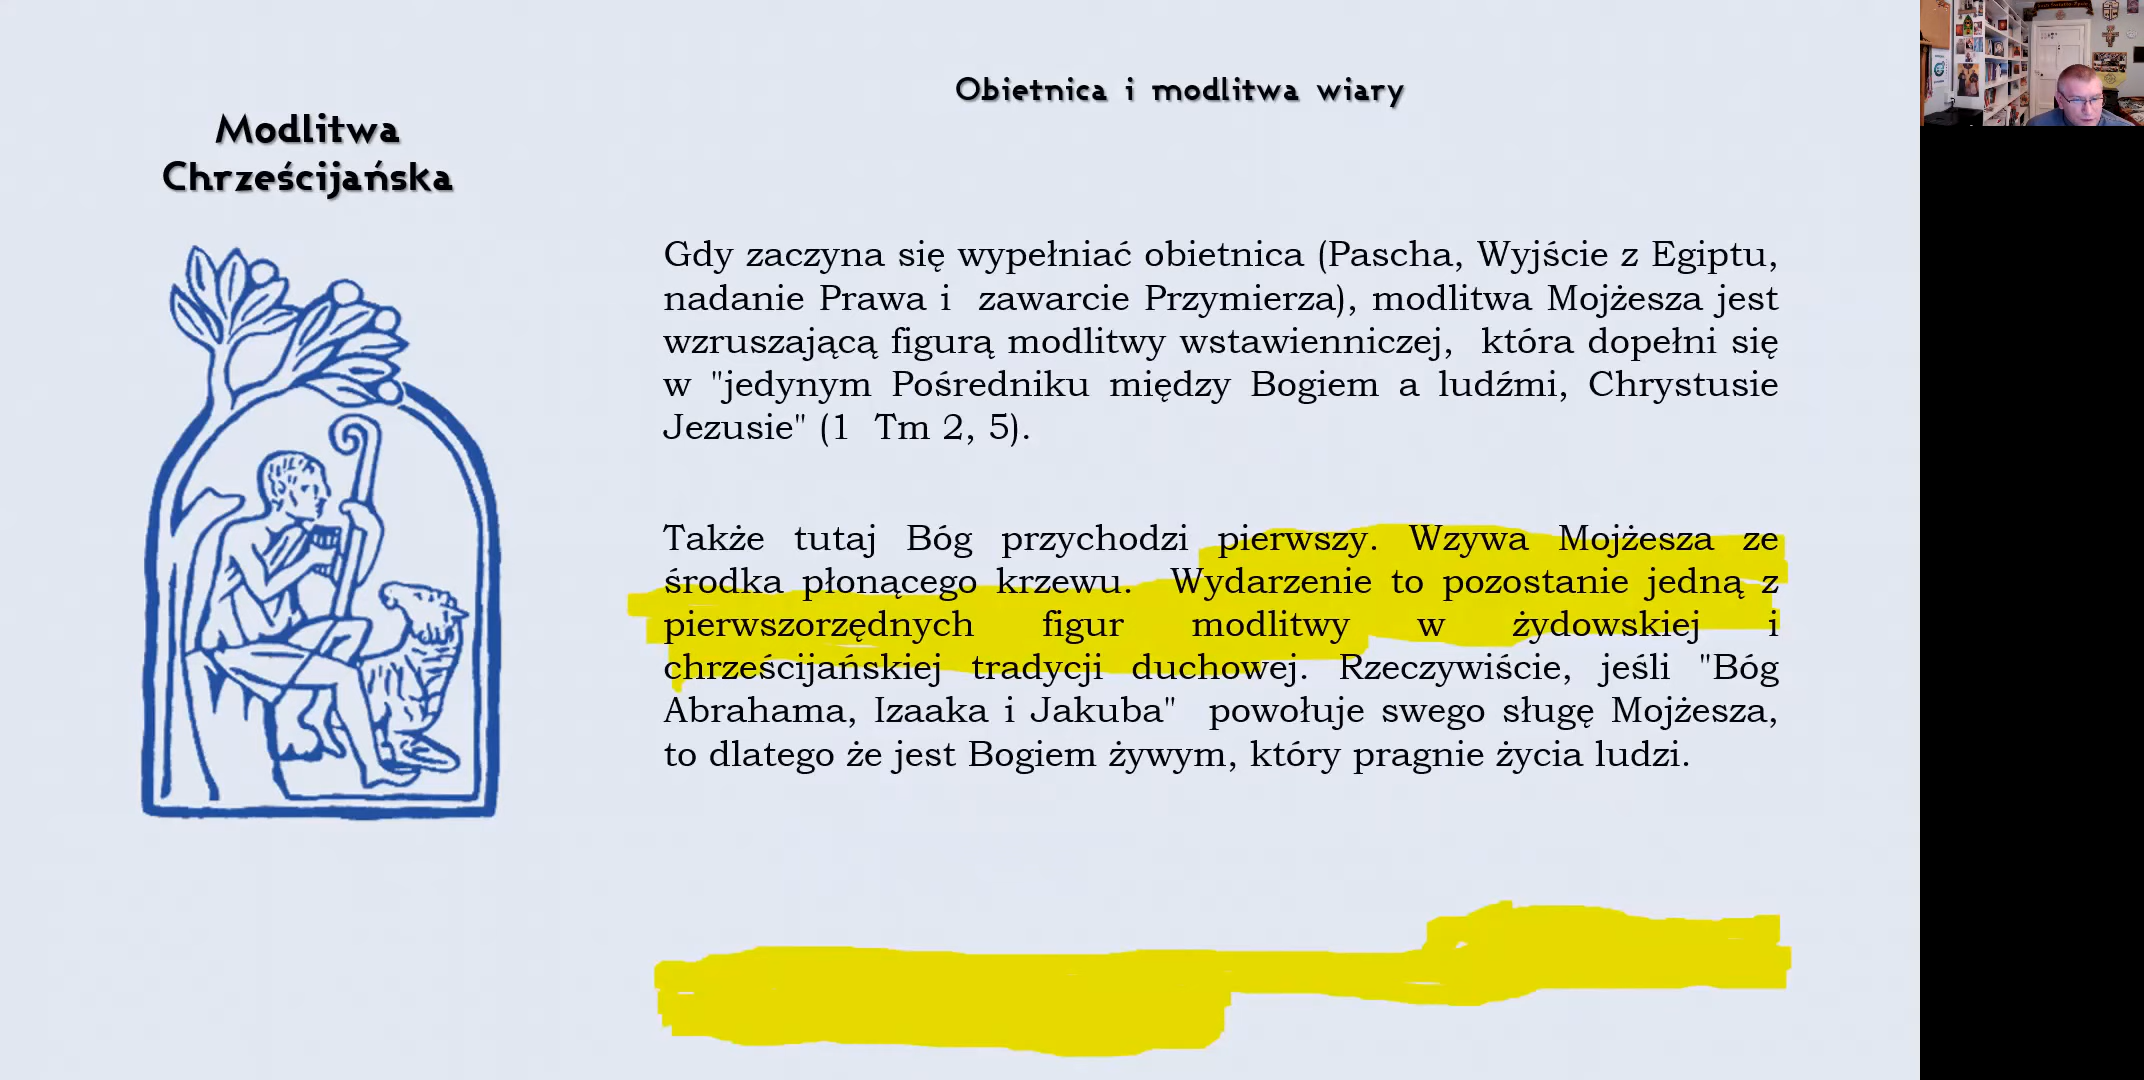 Obietnica i modlitwa wiary
Modlitwa
Chrześcijańska
Gdy zaczyna się wypełniać obietnica (Pascha, Wyjście z Egiptu,
nadanie Prawa i zawarcie Przymierza), modlitwa Mojżesza jest
wzruszającą figurą modlitwy wstawienniczej, która dopełni się
w "jedynym Pośredniku między Bogiem a ludźmi, Chrystusie
Jezusie" (1 Tm 2, 5).
Także tutaj Bóg przychodzi pierwszy. Wzywa Mojżesza ze
środka płonącego krzewu. Wydarzenie to pozostanie jedną z
pierwszorzędnych figur modlitwy w żydowskiej i
chrześcijańskiej tradycji duchowej. Rzeczywiście, jeśli "Bóg
Abrahama, Izaaka i Jakuba" powołuje swego sługę Mojżesza,
to dlatego że jest Bogiem żywym, który pragnie życia ludzi.